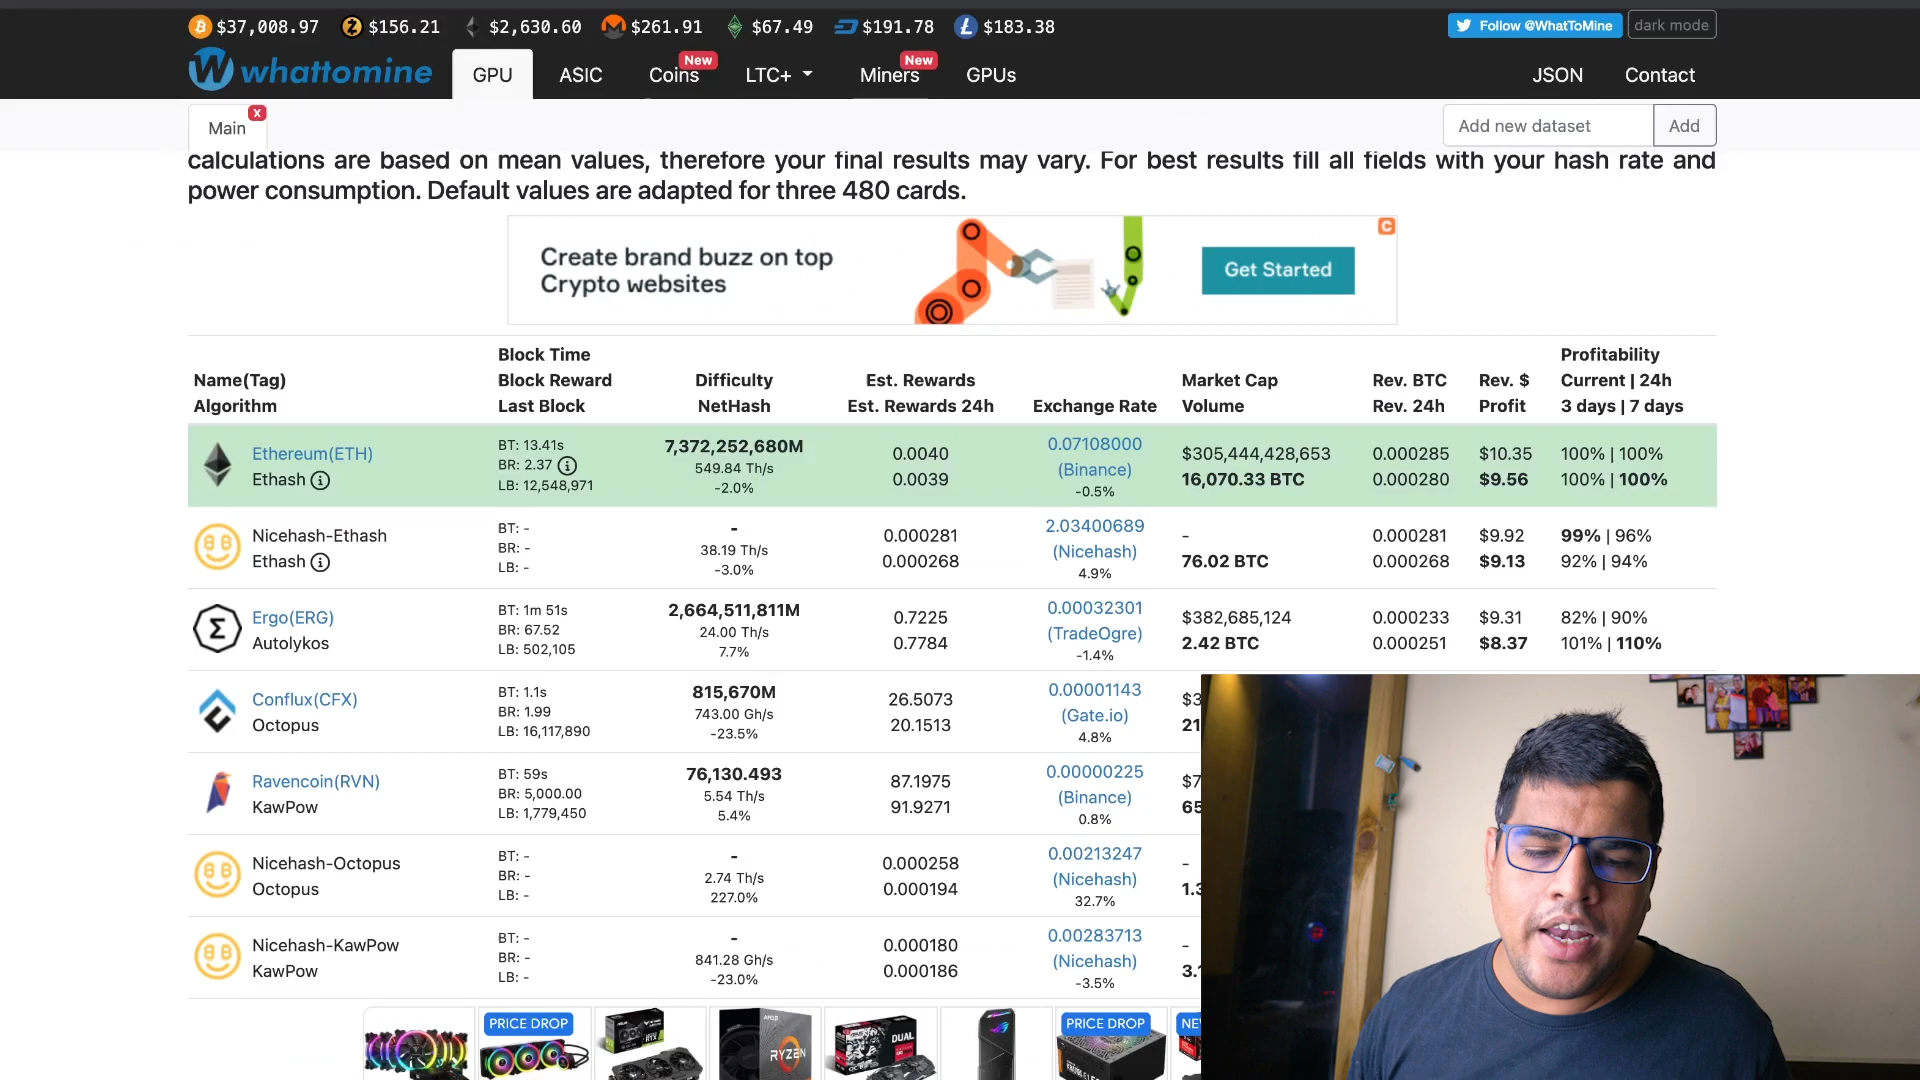 $37,008.97 $156.21 $2,630.60 $261.91 $67.49 $191.78 $183.38
Follow @WhatToMine dark mode
whattomine GPU ASIC Coins New LTC+ Miners New GPUs JSON Contact
Main x Add new dataset Add
calculations are based on mean values, therefore your final results may vary. For best results fill all fields with your hash rate and
power consumption. Default values are adapted for three 480 cards.
Create brand buzz on top
Crypto websites
Get Started
Name(Tag)
Algorithm
Block Time
Block Reward
Last Block
Difficulty
NetHash
Est. Rewards
Est. Rewards 24h
Exchange Rate
Market Cap
Volume
Rev. BTC
Rev. 24h
Rev. $
Profit
Profitability
Current | 24h
3 days | 7 days
Ethereum(ETH)
Ethash
BT: 13.41s
BR: 2.37
LB: 12,548,971
7,372,252,680M
549.84 Th/s
-2.0%
0.0040
0.0039
0.07108000
(Binance)
-0.5%
$305,444,428,653
16,070.33 BTC
0.000285
0.000280
$10.35
$9.56
100% | 100%
100% | 100%
Nicehash-Ethash
Ethash
BT: -
BR: -
LB: -
-
38.19 Th/s
-3.0%
0.000281
0.000268
2.03400689
(Nicehash)
4.9%
-
76.02 BTC
0.000281
0.000268
$9.92
$9.13
99% | 96%
92% | 94%
Ergo(ERG)
Autolykos
BT: 1m 51s
BR: 67.52
LB: 502,105
2,664,511,811M
24.00 Th/s
7.7%
0.7225
0.7784
0.00032301
(TradeOgre)
-1.4%
$382,685,124
2.42 BTC
0.000233
0.000251
$9.31
$8.37
82% | 90%
101% | 110%
Conflux(CFX)
Octopus
BT: 1.1s
BR: 1.99
LB: 16,117,890
815,670M
743.00 Gh/s
-23.5%
26.5073
20.1513
0.00001143
(Gate.io)
4.8%
Ravencoin(RVN)
KawPow
BT: 59s
BR: 5,000.00
LB: 1,779,450
76,130.493
5.54 Th/s
5.4%
87.1975
91.9271
0.00000225
(Binance)
0.8%
Nicehash-Octopus
Octopus
BT: -
BR: -
LB: -
-
2.74 Th/s
227.0%
0.000258
0.000194
0.00213247
(Nicehash)
32.7%
-
Nicehash-KawPow
KawPow
BT: -
BR: -
LB: -
-
841.28 Gh/s
-23.0%
0.000180
0.000186
0.00283713
(Nicehash)
-3.5%
-
PRICE DROP
RYZEN
DUAL
PRICE DROP